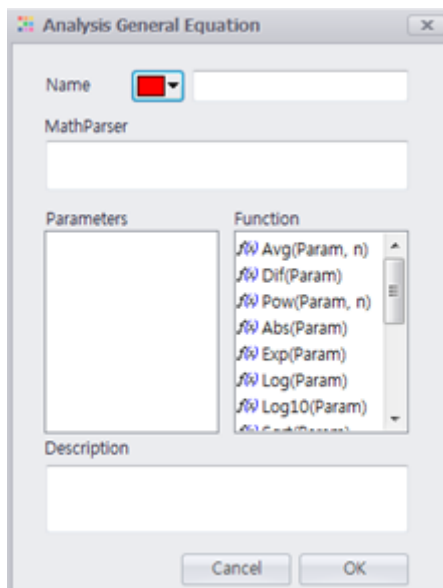 Analysis General Equation
Name
MathParser
Parameters
Function
f(x) Avg(Param, n)
f(x) Dif(Param)
f(x) Pow(Param, n)
f(x) Abs(Param)
f(x) Exp(Param)
f(x) Log(Param)
f(x) Log10(Param)
Description
Cancel
OK